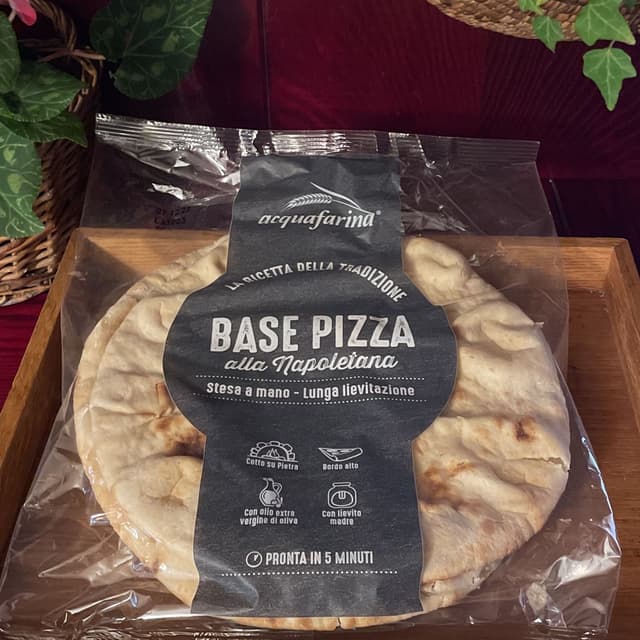 acquafarina®
LA RICETTA DELLA TRADIZIONE
BASE PIZZA
alla Napoletana
Stesa a mano - Lunga lievitazione
Cotto su Pietra
Bordo alto
Con olio extra
vergine di oliva
Con lievito
madre
PRONTA IN 5 MINUTI